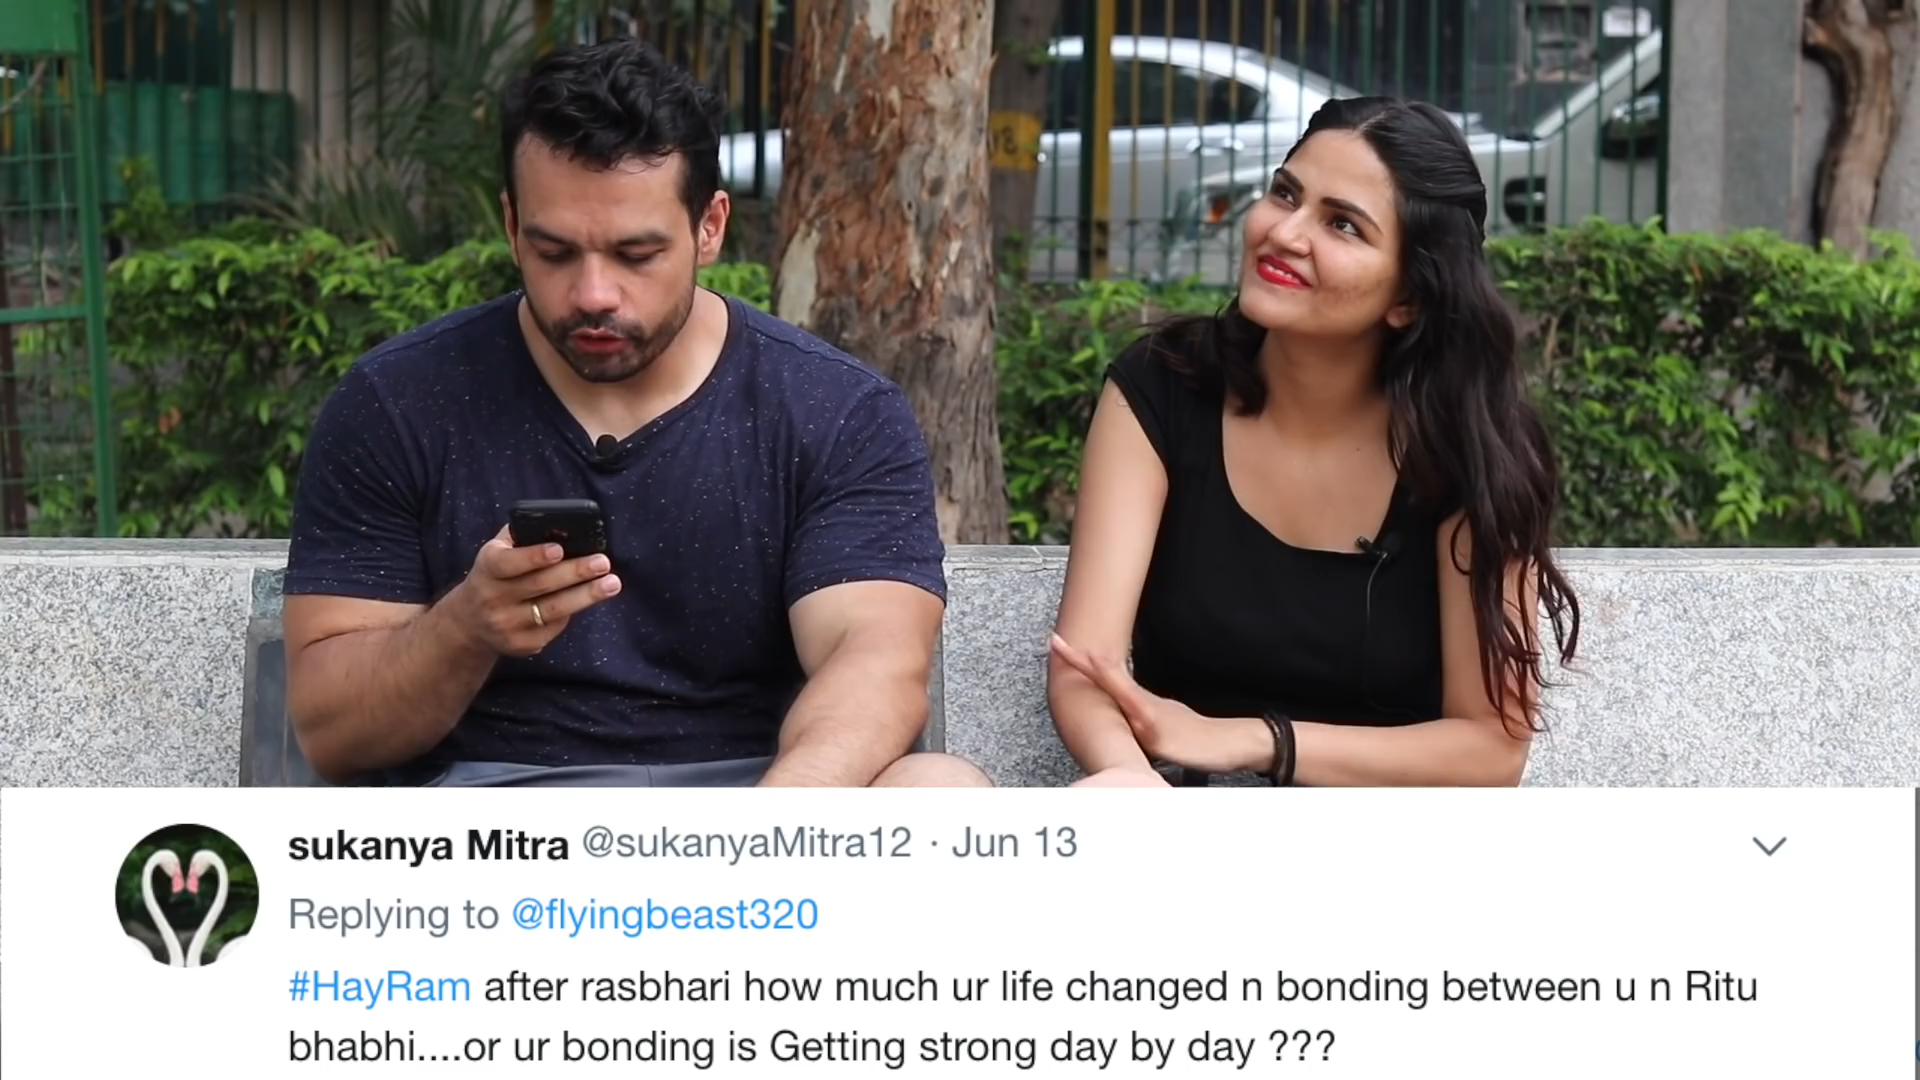 sukanya Mitra @sukanyaMitra12 · Jun 13
Replying to @flyingbeast320
#HayRam after rasbhari how much ur life changed n bonding between u n Ritu
bhabhi....or ur bonding is Getting strong day by day ???